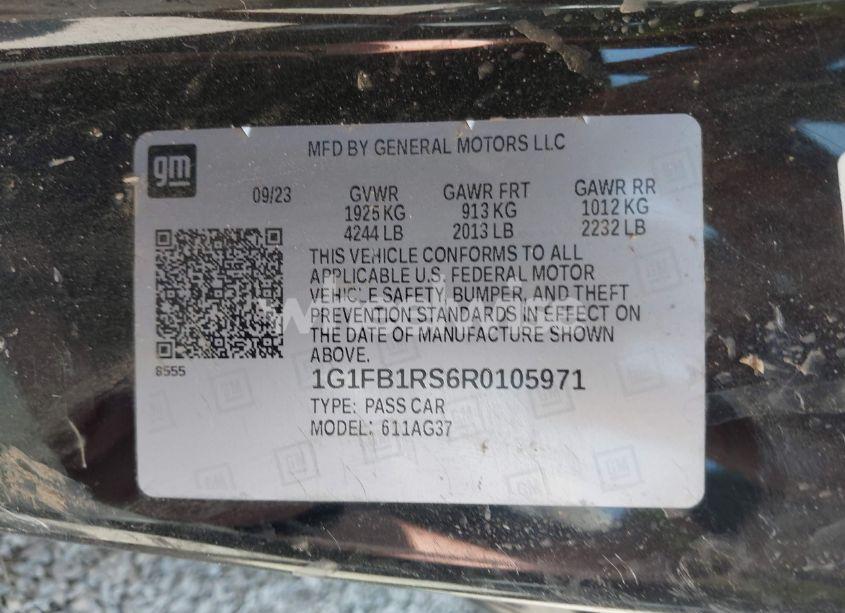 MFD BY GENERAL MOTORS LLC
gm
09/23 GVWR GAWR FRT GAWR RR
1925 KG 913 KG 1012 KG
4244 LB 2013 LB 2232 LB
THIS VEHICLE CONFORMS TO ALL
APPLICABLE U.S. FEDERAL MOTOR
VEHICLE SAFETY, BUMPER, AND THEFT
PREVENTION STANDARDS IN EFFECT ON
THE DATE OF MANUFACTURE SHOWN
ABOVE.
8555
1G1FB1RS6R0105971
TYPE: PASS CAR
MODEL: 611AG37